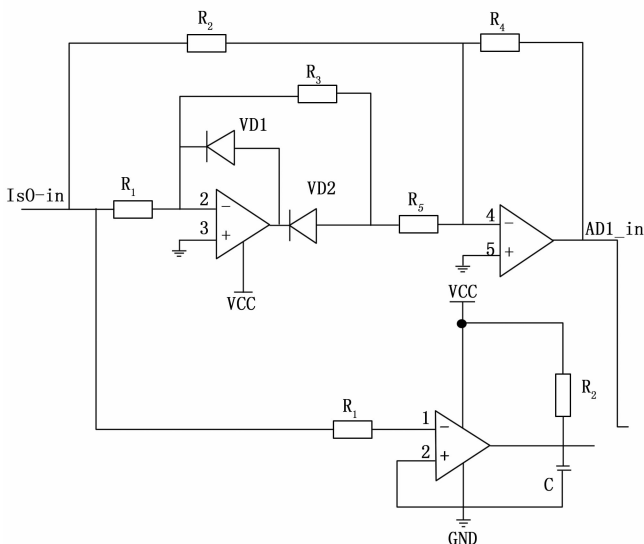 R₂
R₄
R₃
VD1
VD2
IsO-in
R₁
2
3
R₅
4
5
AD1_in
VCC
VCC
R₂
R₁
1
2
C
GND